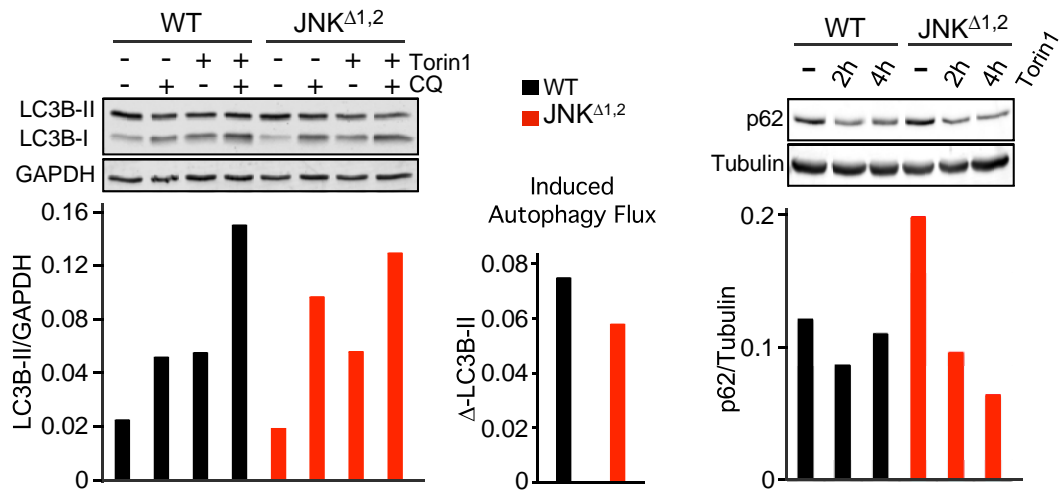 WT JNKΔ1,2
- - + + - - + + Torin1
- + - + - + - + CQ
LC3B-II
LC3B-I
GAPDH
LC3B-II/GAPDH
0.16
0.12
0.08
0.04
0.02
0
WT
JNKΔ1,2
Induced
Autophagy Flux
Δ-LC3B-II
0.08
0.06
0.04
0.02
0
WT JNKΔ1,2
- 2h 4h - 2h 4h Torin1
p62
Tubulin
p62/Tubulin
0.2
0.1
0